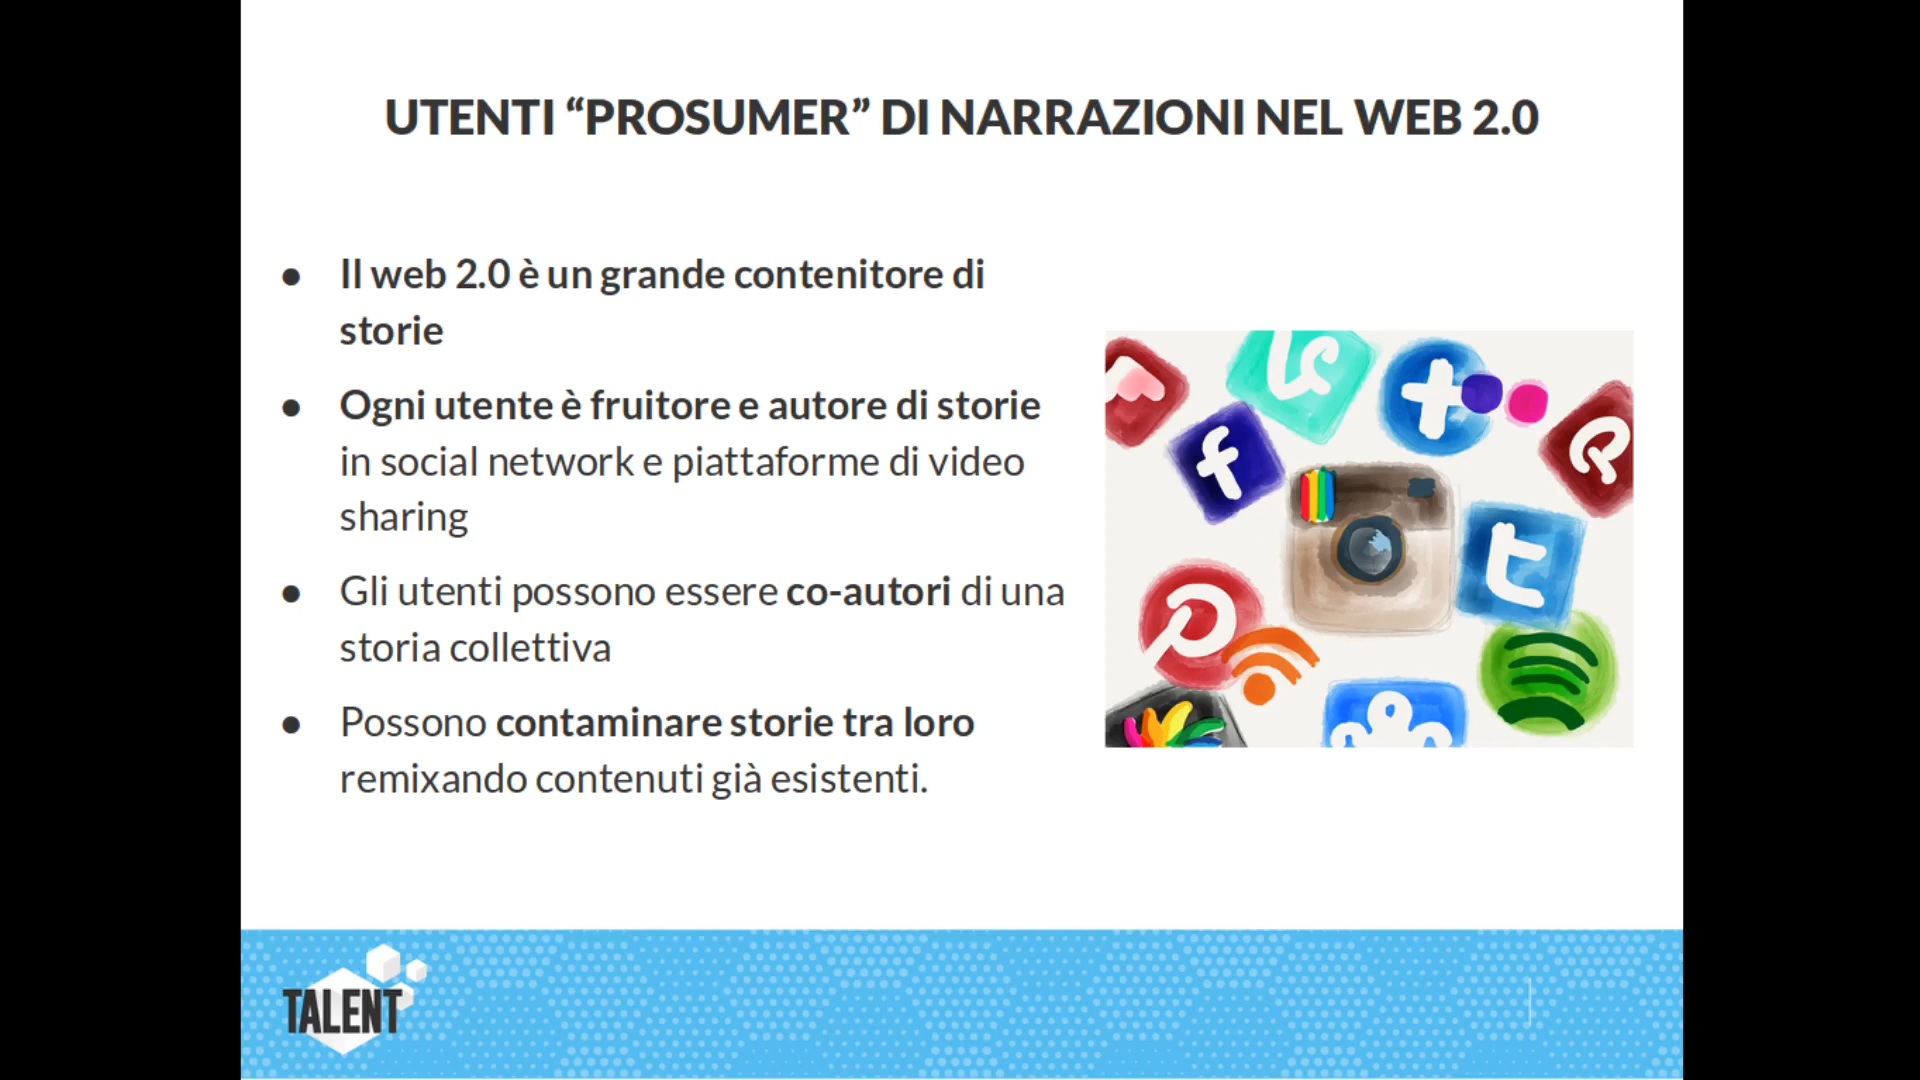 UTENTI “PROSUMER” DI NARRAZIONI NEL WEB 2.0
● Il web 2.0 è un grande contenitore di
storie
● Ogni utente è fruitore e autore di storie
in social network e piattaforme di video
sharing
● Gli utenti possono essere co-autori di una
storia collettiva
● Possono contaminare storie tra loro
remixando contenuti già esistenti.
TALENT